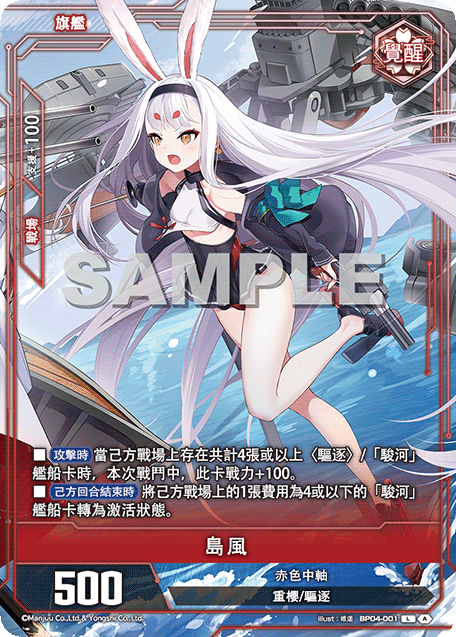 旗艦
覺醒
支援+100
戰場
SAMPLE
■ 攻擊時 當己方戰場上存在共計4張或以上〈驅逐〉/「駿河」
艦船卡時，本次戰鬥中，此卡戰力+100。
■ 己方回合結束時 將己方戰場上的1張費用為4或以下的「駿河」
艦船卡轉為激活狀態。
島風
500
赤色中軸
重櫻/驅逐
©Manjuu Co.,Ltd & Yongshi Co.,Ltd.
illust：峻道 BP04-001 L A